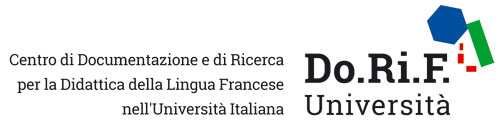 Centro di Documentazione e di Ricerca
per la Didattica della Lingua Francese
nell'Università Italiana
Do.Ri.F.
Università